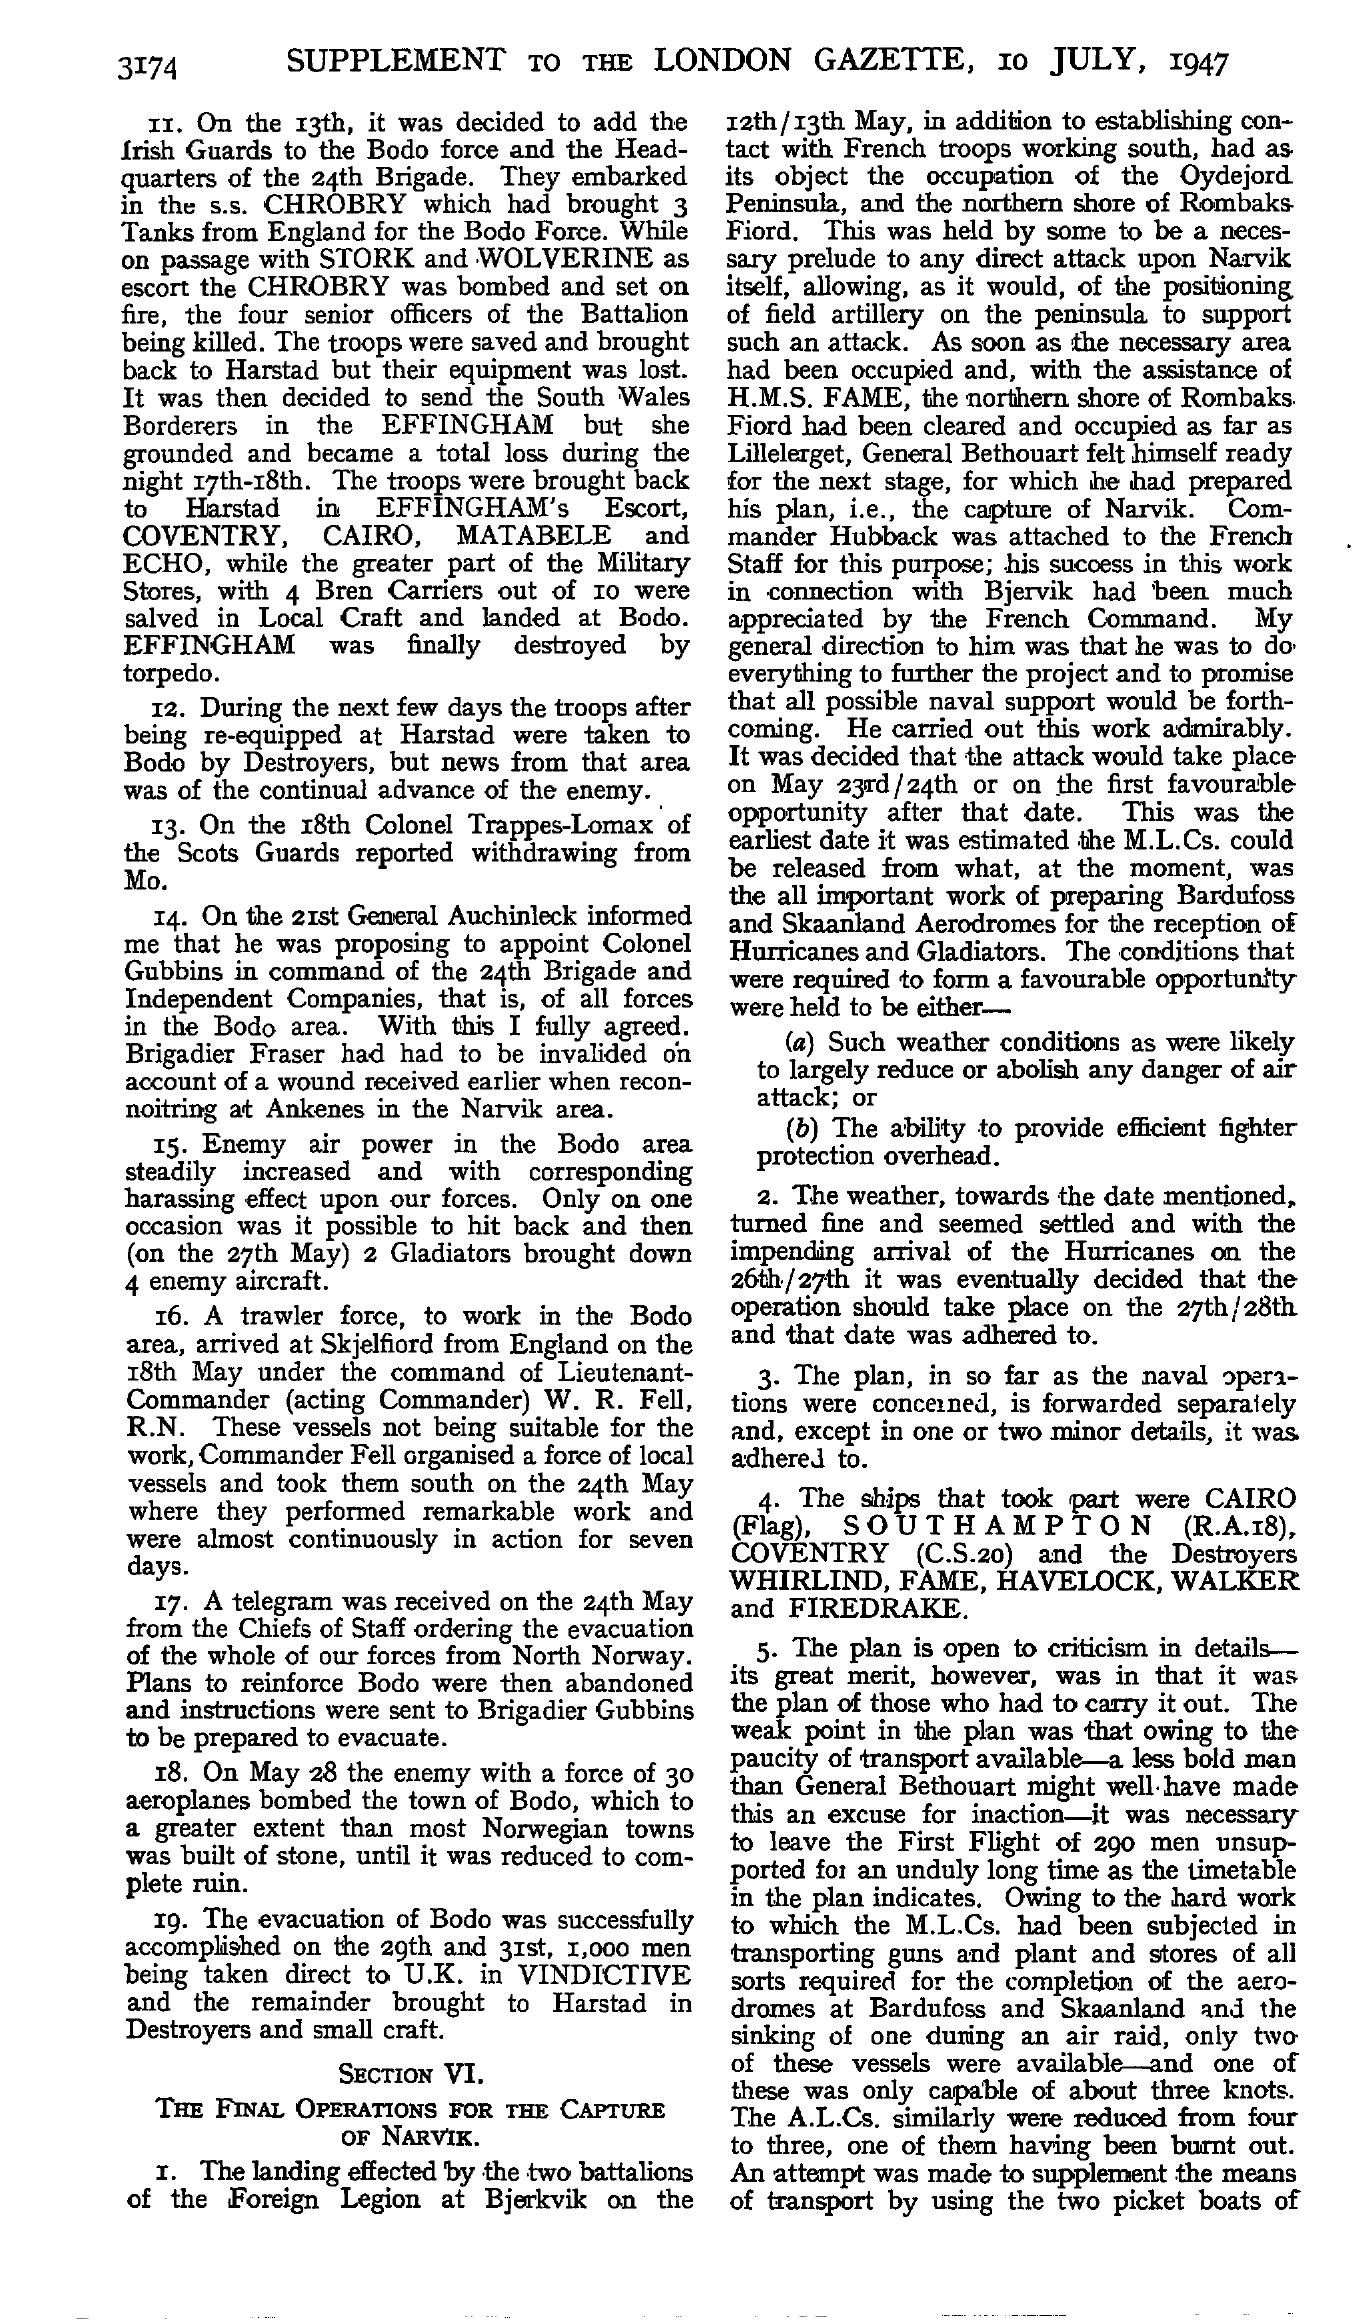 3174 SUPPLEMENT TO THE LONDON GAZETTE, 10 JULY, 1947
11. On the 13th, it was decided to add the
Irish Guards to the Bodo force and the Head-
quarters of the 24th Brigade. They embarked
in the s.s. CHROBRY which had brought 3
Tanks from England for the Bodo Force. While
on passage with STORK and WOLVERINE as
escort the CHROBRY was bombed and set on
fire, the four senior officers of the Battalion
being killed. The troops were saved and brought
back to Harstad but their equipment was lost.
It was then decided to send the South Wales
Borderers in the EFFINGHAM but she
grounded and became a total loss during the
night 17th-18th. The troops were brought back
to Harstad in EFFINGHAM's Escort,
COVENTRY, CAIRO, MATABELE and
ECHO, while the greater part of the Military
Stores, with 4 Bren Carriers out of 10 were
salved in Local Craft and landed at Bodo.
EFFINGHAM was finally destroyed by
torpedo.
12. During the next few days the troops after
being re-equipped at Harstad were taken to
Bodo by Destroyers, but news from that area
was of the continual advance of the enemy.
13. On the 18th Colonel Trappes-Lomax of
the Scots Guards reported withdrawing from
Mo.
14. On the 21st General Auchinleck informed
me that he was proposing to appoint Colonel
Gubbins in command of the 24th Brigade and
Independent Companies, that is, of all forces
in the Bodo area. With this I fully agreed.
Brigadier Fraser had had to be invalided on
account of a wound received earlier when recon-
noitring at Ankenes in the Narvik area.
15. Enemy air power in the Bodo area
steadily increased and with corresponding
harassing effect upon our forces. Only on one
occasion was it possible to hit back and then
(on the 27th May) 2 Gladiators brought down
4 enemy aircraft.
16. A trawler force, to work in the Bodo
area, arrived at Skjelfiord from England on the
18th May under the command of Lieutenant-
Commander (acting Commander) W. R. Fell,
R.N. These vessels not being suitable for the
work, Commander Fell organised a force of local
vessels and took them south on the 24th May
where they performed remarkable work and
were almost continuously in action for seven
days.
17. A telegram was received on the 24th May
from the Chiefs of Staff ordering the evacuation
of the whole of our forces from North Norway.
Plans to reinforce Bodo were then abandoned
and instructions were sent to Brigadier Gubbins
to be prepared to evacuate.
18. On May 28 the enemy with a force of 30
aeroplanes bombed the town of Bodo, which to
a greater extent than most Norwegian towns
was built of stone, until it was reduced to com-
plete ruin.
19. The evacuation of Bodo was successfully
accomplished on the 29th and 31st, 1,000 men
being taken direct to U.K. in VINDICTIVE
and the remainder brought to Harstad in
Destroyers and small craft.
SECTION VI.
THE FINAL OPERATIONS FOR THE CAPTURE
OF NARVIK.
1. The landing effected by the two battalions
of the Foreign Legion at Bjerkvik on the
12th/13th May, in addition to establishing con-
tact with French troops working south, had as
its object the occupation of the Oydejord
Peninsula, and the northern shore of Rombaks
Fiord. This was held by some to be a neces-
sary prelude to any direct attack upon Narvik
itself, allowing, as it would, of the positioning
of field artillery on the peninsula to support
such an attack. As soon as the necessary area
had been occupied and, with the assistance of
H.M.S. FAME, the northern shore of Rombaks
Fiord had been cleared and occupied as far as
Lillelerget, General Bethouart felt himself ready
for the next stage, for which he had prepared
his plan, i.e., the capture of Narvik. Com-
mander Hubback was attached to the French
Staff for this purpose; his success in this work
in connection with Bjervik had been much
appreciated by the French Command. My
general direction to him was that he was to do
everything to further the project and to promise
that all possible naval support would be forth-
coming. He carried out this work admirably.
It was decided that the attack would take place
on May 23rd/24th or on the first favourable
opportunity after that date. This was the
earliest date it was estimated the M.L.Cs. could
be released from what, at the moment, was
the all important work of preparing Bardufoss
and Skaanland Aerodromes for the reception of
Hurricanes and Gladiators. The conditions that
were required to form a favourable opportunity
were held to be either—
(a) Such weather conditions as were likely
to largely reduce or abolish any danger of air
attack; or
(b) The ability to provide efficient fighter
protection overhead.
2. The weather, towards the date mentioned,
turned fine and seemed settled and with the
impending arrival of the Hurricanes on the
26th/27th it was eventually decided that the
operation should take place on the 27th/28th
and that date was adhered to.
3. The plan, in so far as the naval opera-
tions were concerned, is forwarded separately
and, except in one or two minor details, it was
adhered to.
4. The ships that took part were CAIRO
(Flag), SOUTHAMPTON (R.A.18),
COVENTRY (C.S.20) and the Destroyers
WHIRLIND, FAME, HAVELOCK, WALKER
and FIREDRAKE.
5. The plan is open to criticism in details—
its great merit, however, was in that it was
the plan of those who had to carry it out. The
weak point in the plan was that owing to the
paucity of transport available—a less bold man
than General Bethouart might well have made
this an excuse for inaction—it was necessary
to leave the First Flight of 290 men unsup-
ported for an unduly long time as the timetable
in the plan indicates. Owing to the hard work
to which the M.L.Cs. had been subjected in
transporting guns and plant and stores of all
sorts required for the completion of the aero-
dromes at Bardufoss and Skaanland and the
sinking of one during an air raid, only two
of these vessels were available—and one of
these was only capable of about three knots.
The A.L.Cs. similarly were reduced from four
to three, one of them having been burnt out.
An attempt was made to supplement the means
of transport by using the two picket boats of